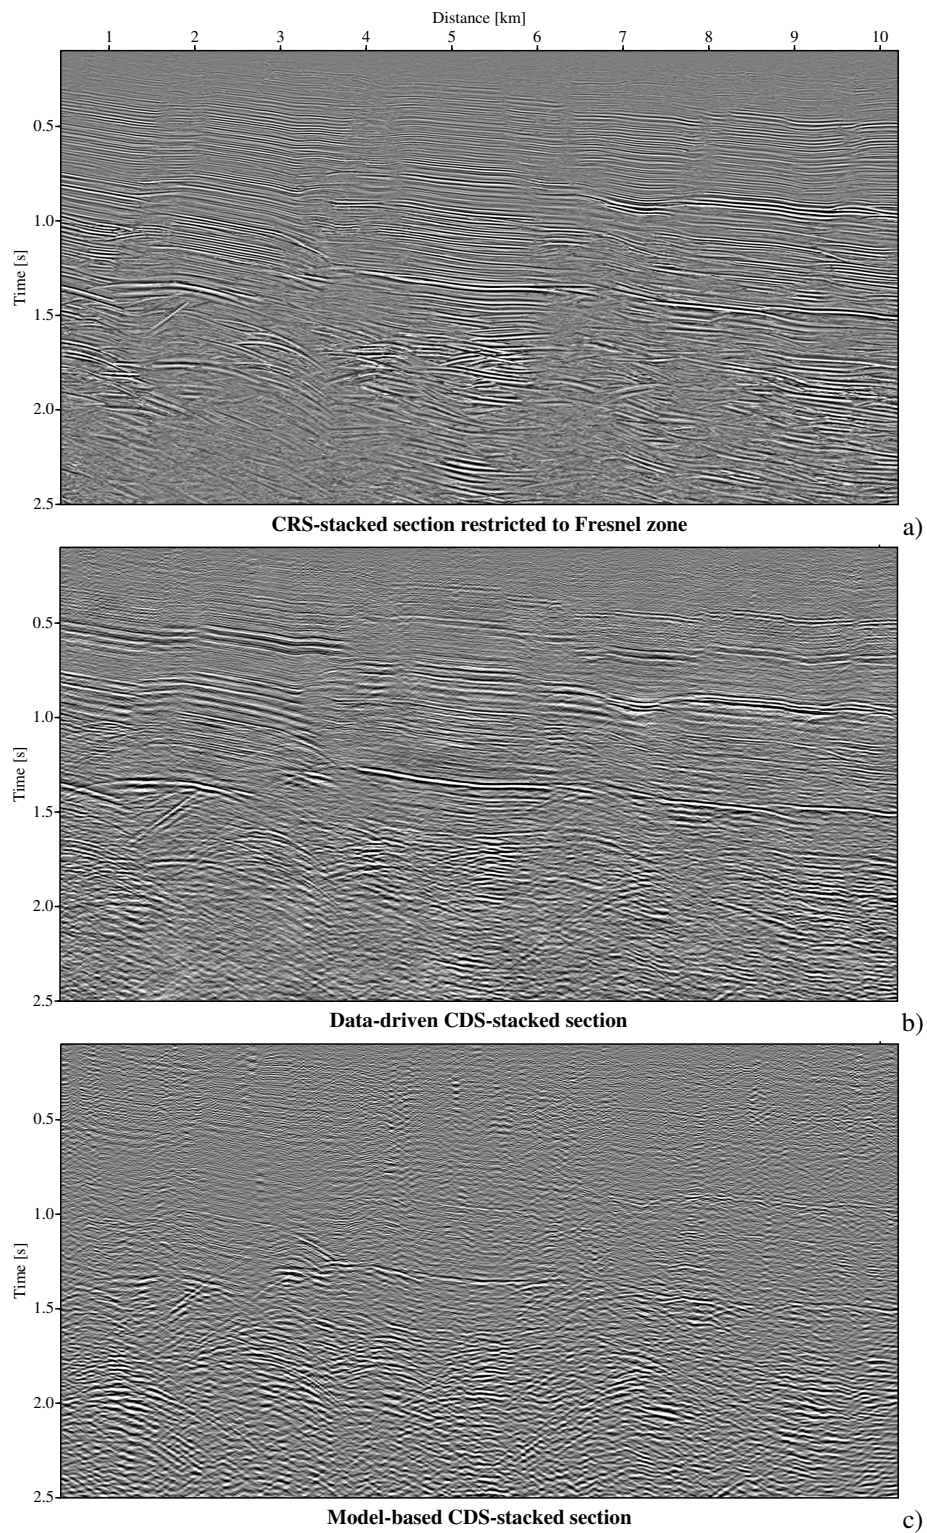 Distance [km]
1 2 3 4 5 6 7 8 9 10
0.5
1.0
Time [s]
1.5
2.0
2.5
CRS-stacked section restricted to Fresnel zone
a)
0.5
1.0
Time [s]
1.5
2.0
2.5
Data-driven CDS-stacked section
b)
0.5
1.0
Time [s]
1.5
2.0
2.5
Model-based CDS-stacked section
c)